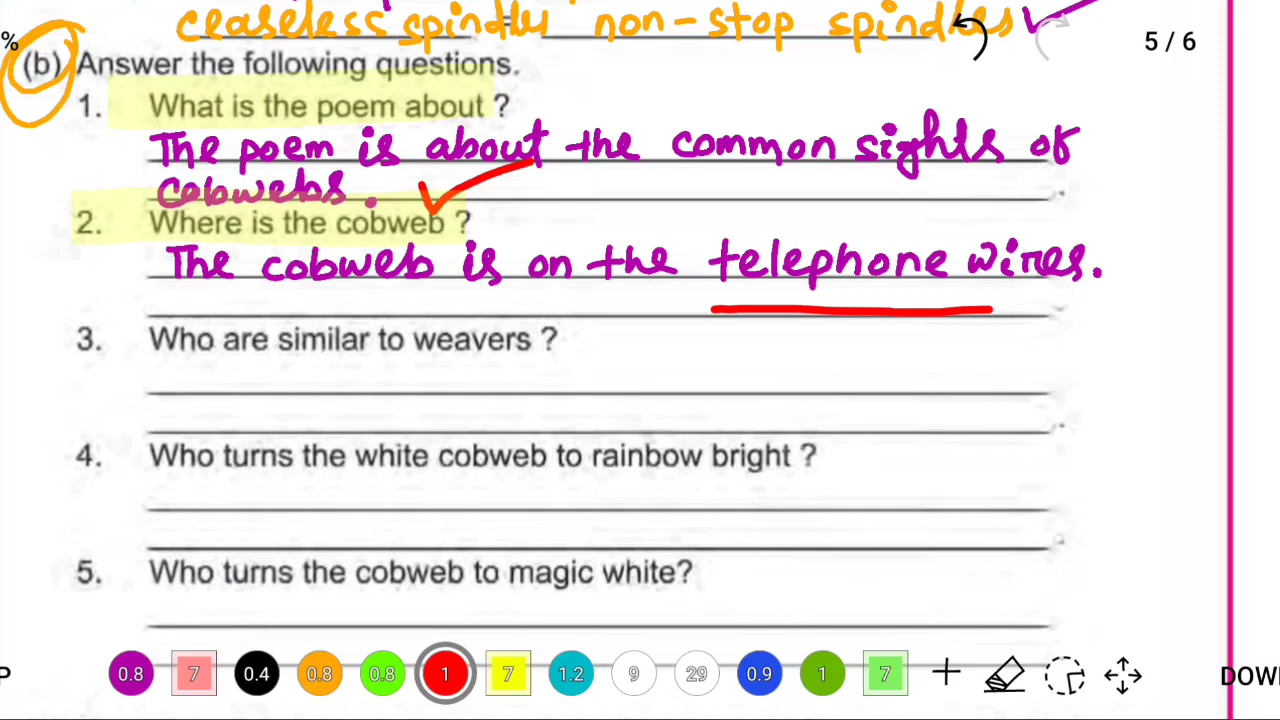 ceaseless spindly non-stop spindles
%
5 / 6
(b) Answer the following questions.
1. What is the poem about ?
The poem is about the common sights of
cobwebs.
2. Where is the cobweb ?
The cobweb is on the telephone wires.
3. Who are similar to weavers ?
4. Who turns the white cobweb to rainbow bright ?
5. Who turns the cobweb to magic white?
P 0.8 7 0.4 0.8 0.8 1 7 1.2 9 29 0.9 1 7 DOW